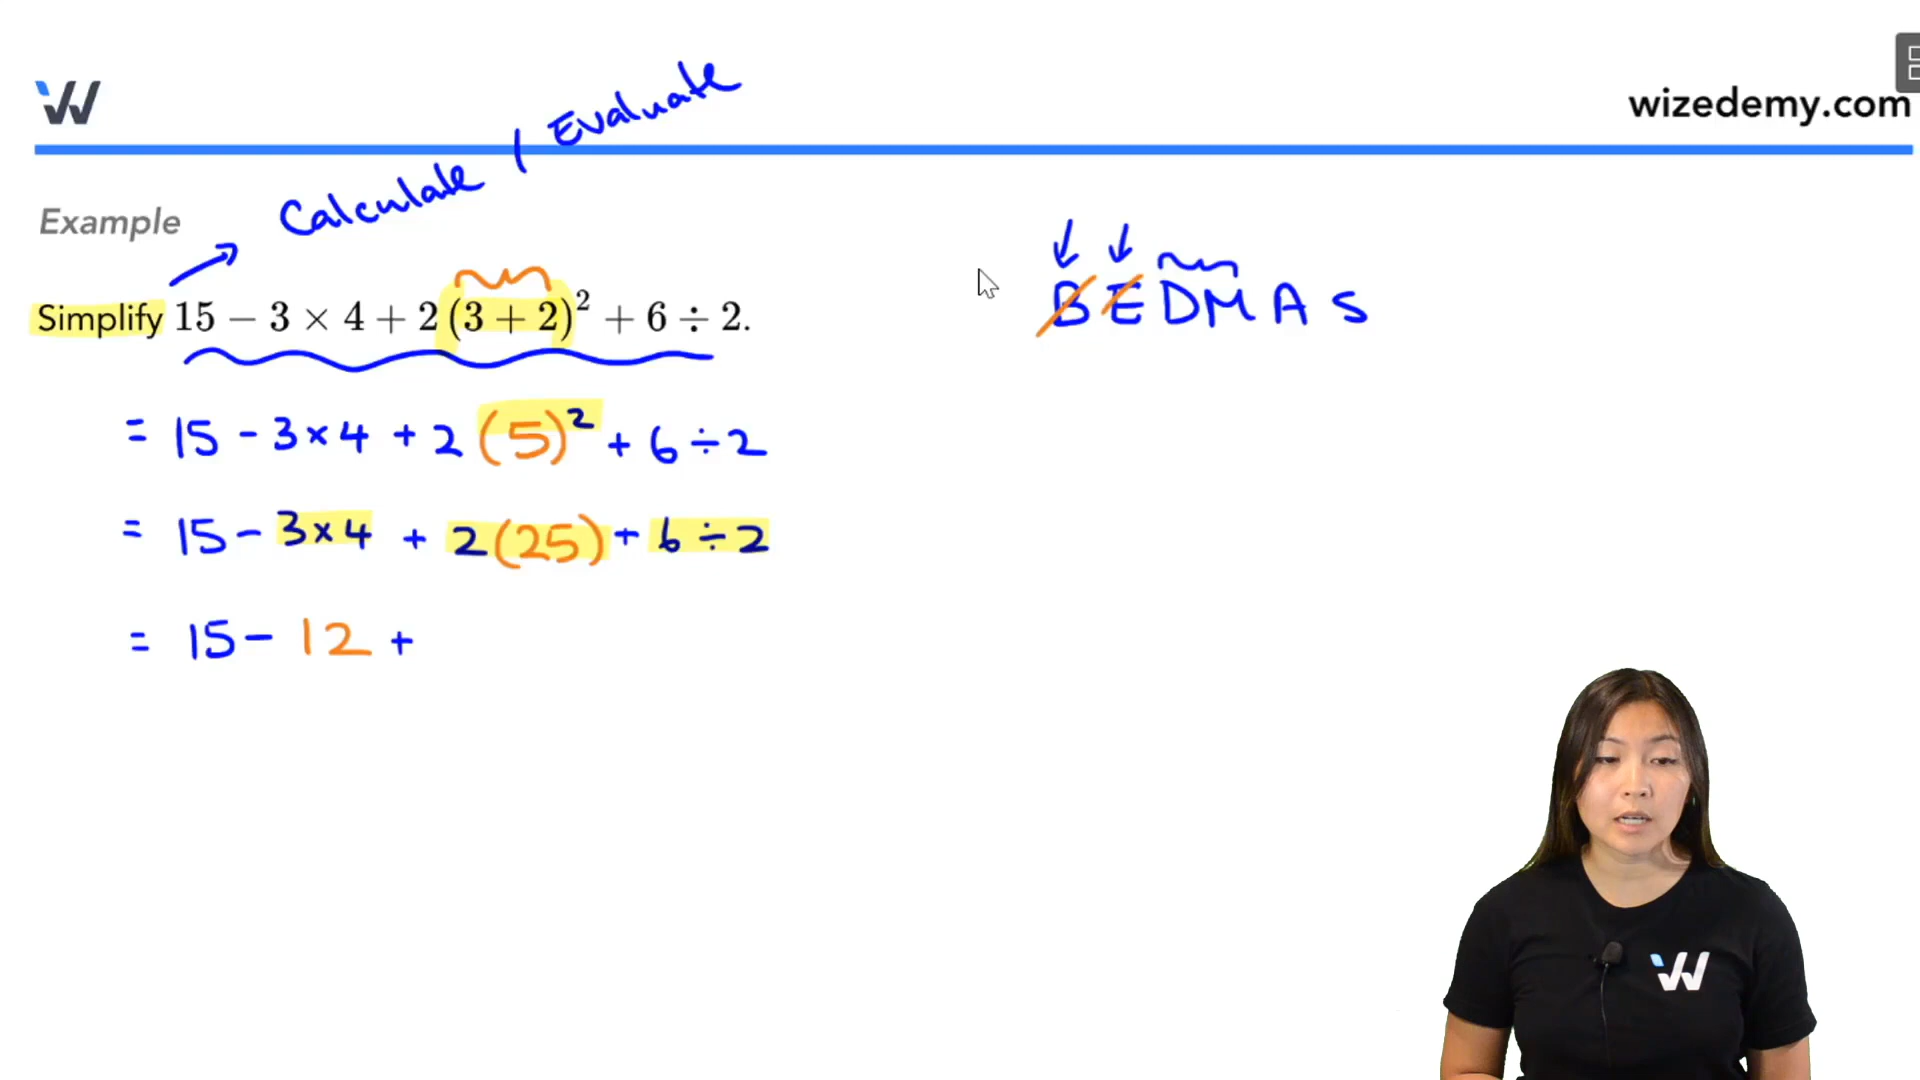 W
wizedemy.com
Calculate / Evaluate
Example
Simplify 15 − 3 × 4 + 2 (3 + 2)² + 6 ÷ 2.
B E D M A S
= 15 - 3 × 4 + 2 (5)² + 6 ÷ 2
= 15 - 3 × 4 + 2 (25) + 6 ÷ 2
= 15 - 12 +
W